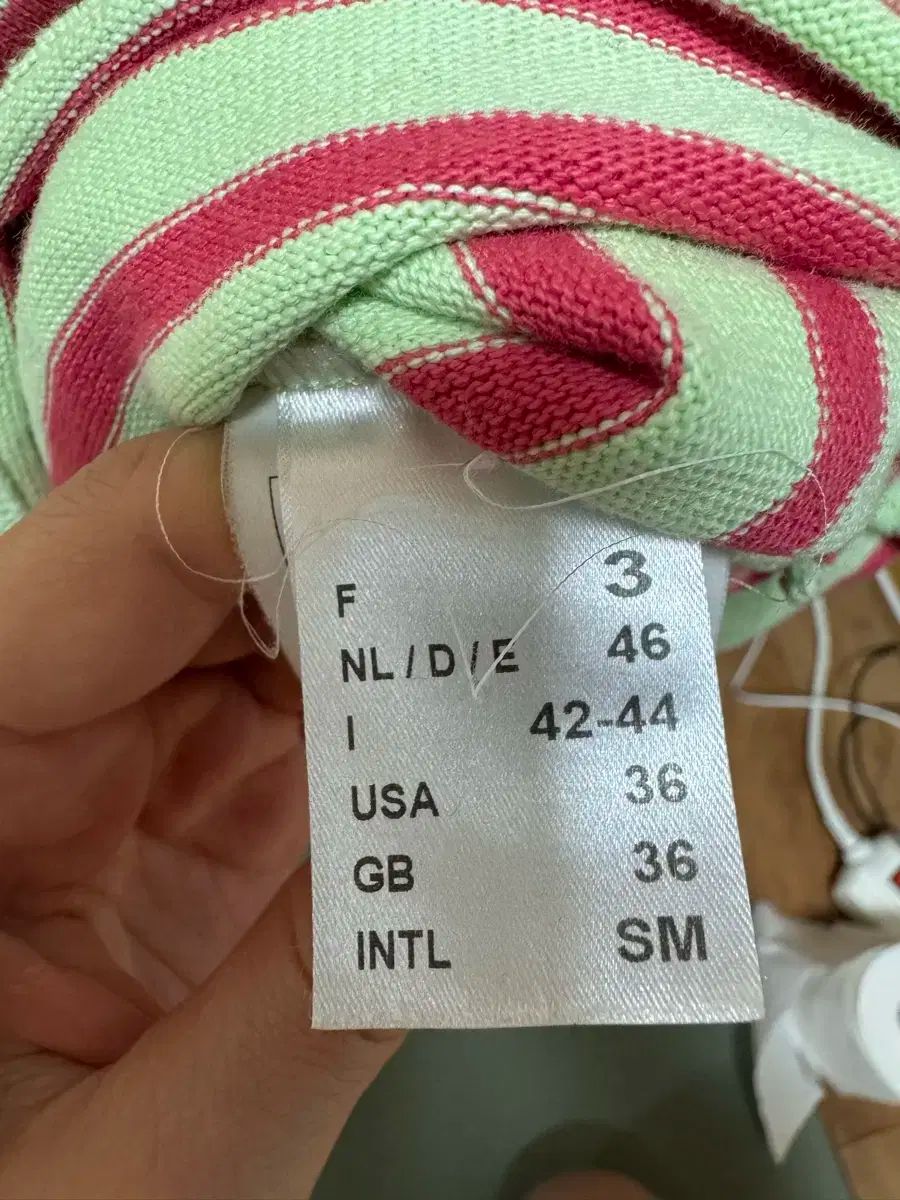 F 3
NL / D / E 46
I 42-44
USA 36
GB 36
INTL SM